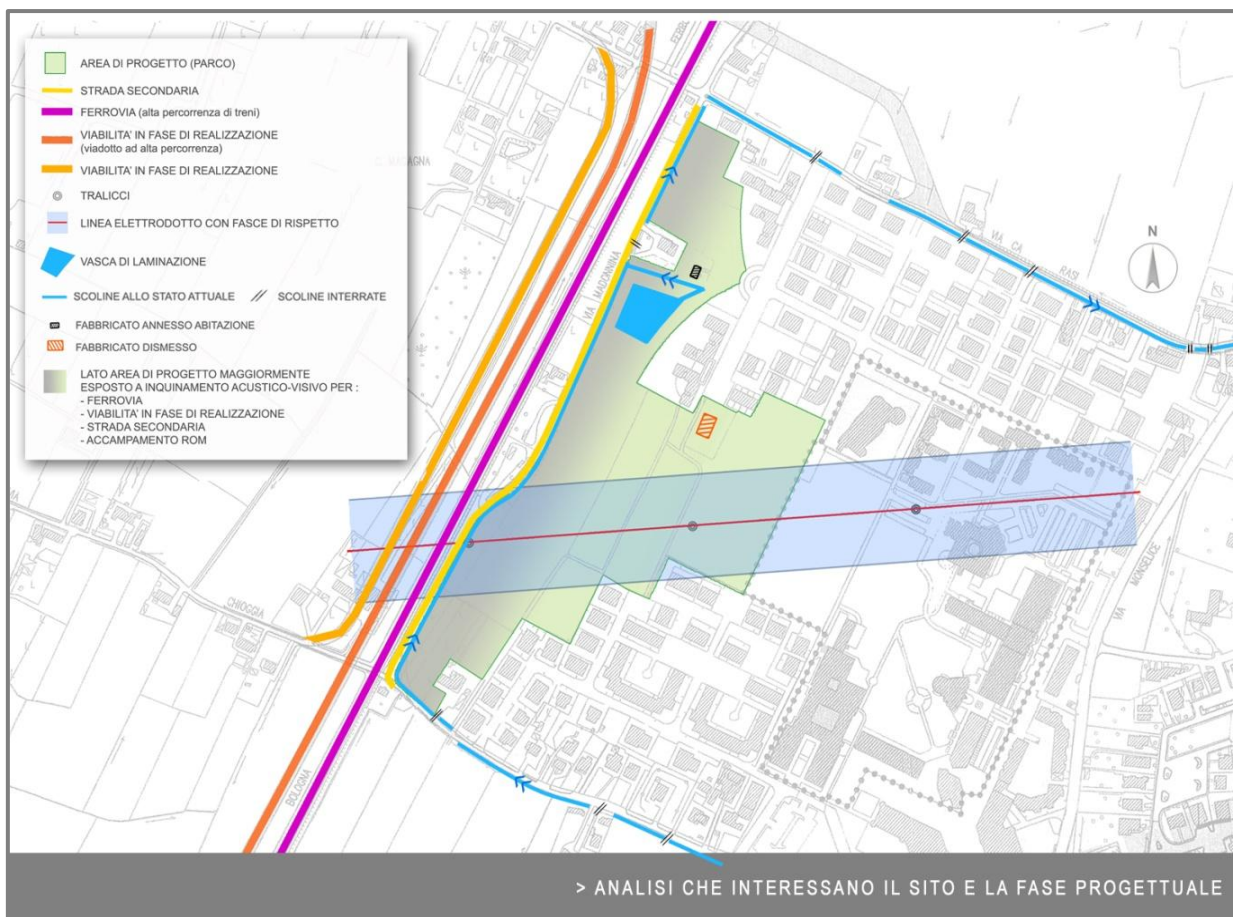 AREA DI PROGETTO (PARCO)
STRADA SECONDARIA
FERROVIA (alta percorrenza di treni)
VIABILITA' IN FASE DI REALIZZAZIONE
(viadotto ad alta percorrenza)
VIABILITA' IN FASE DI REALIZZAZIONE
TRALICCI
LINEA ELETTRODOTTO CON FASCE DI RISPETTO
VASCA DI LAMINAZIONE
SCOLINE ALLO STATO ATTUALE
SCOLINE INTERRATE
FABBRICATO ANNESSO ABITAZIONE
FABBRICATO DISMESSO
LATO AREA DI PROGETTO MAGGIORMENTE
ESPOSTO A INQUINAMENTO ACUSTICO-VISIVO PER :
- FERROVIA
- VIABILITA' IN FASE DI REALIZZAZIONE
- STRADA SECONDARIA
- ACCAMPAMENTO ROM
VIA CA' RASI
N
VIA MADONNINA
VIA MONSELICE
CHIOGGIA
BOLOGNA
> ANALISI CHE INTERESSANO IL SITO E LA FASE PROGETTUALE